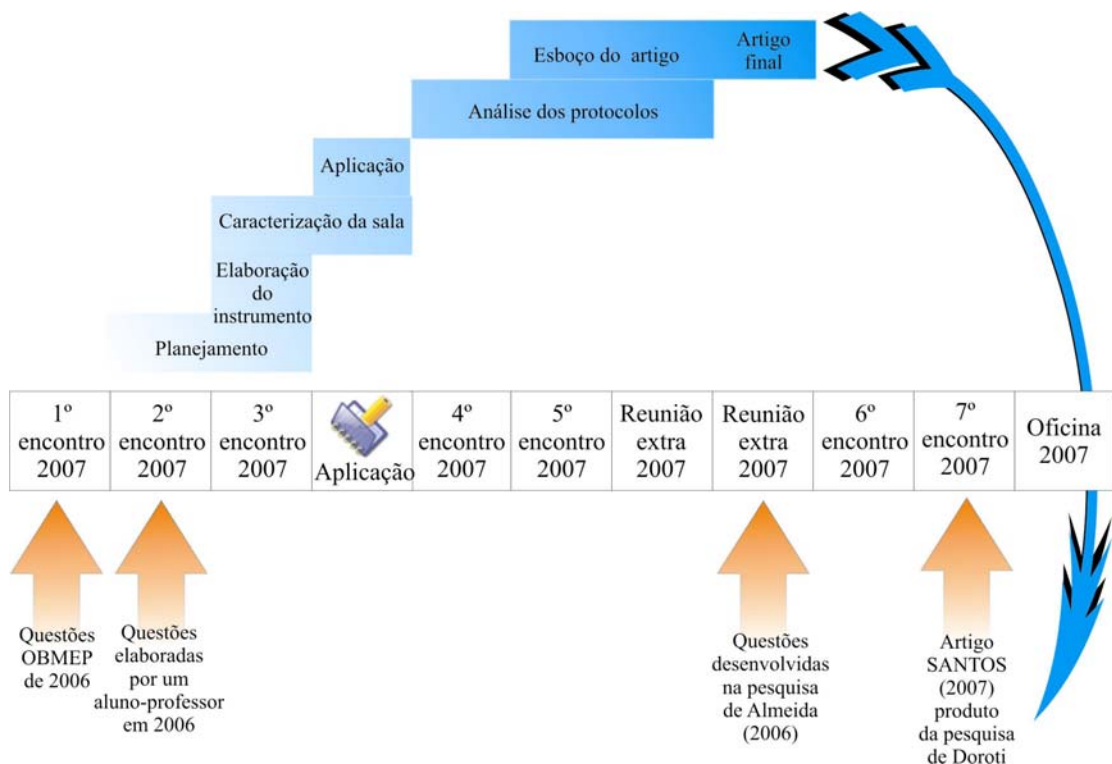 Esboço do artigo
Artigo
final
Análise dos protocolos
Aplicação
Caracterização da sala
Elaboração
do
instrumento
Planejamento
1º
encontro
2007
2º
encontro
2007
3º
encontro
2007
Aplicação
4º
encontro
2007
5º
encontro
2007
Reunião
extra
2007
Reunião
extra
2007
6º
encontro
2007
7º
encontro
2007
Oficina
2007
Questões
OBMEP
de 2006
Questões
elaboradas
por um
aluno-professor
em 2006
Questões
desenvolvidas
na pesquisa
de Almeida
(2006)
Artigo
SANTOS
(2007)
produto
da pesquisa
de Doroti